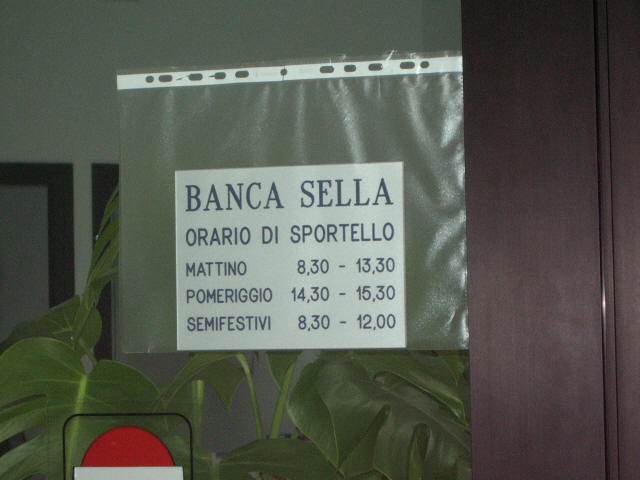 BANCA SELLA
ORARIO DI SPORTELLO
MATTINO 8,30 - 13,30
POMERIGGIO 14,30 - 15,30
SEMIFESTIVI 8,30 - 12,00